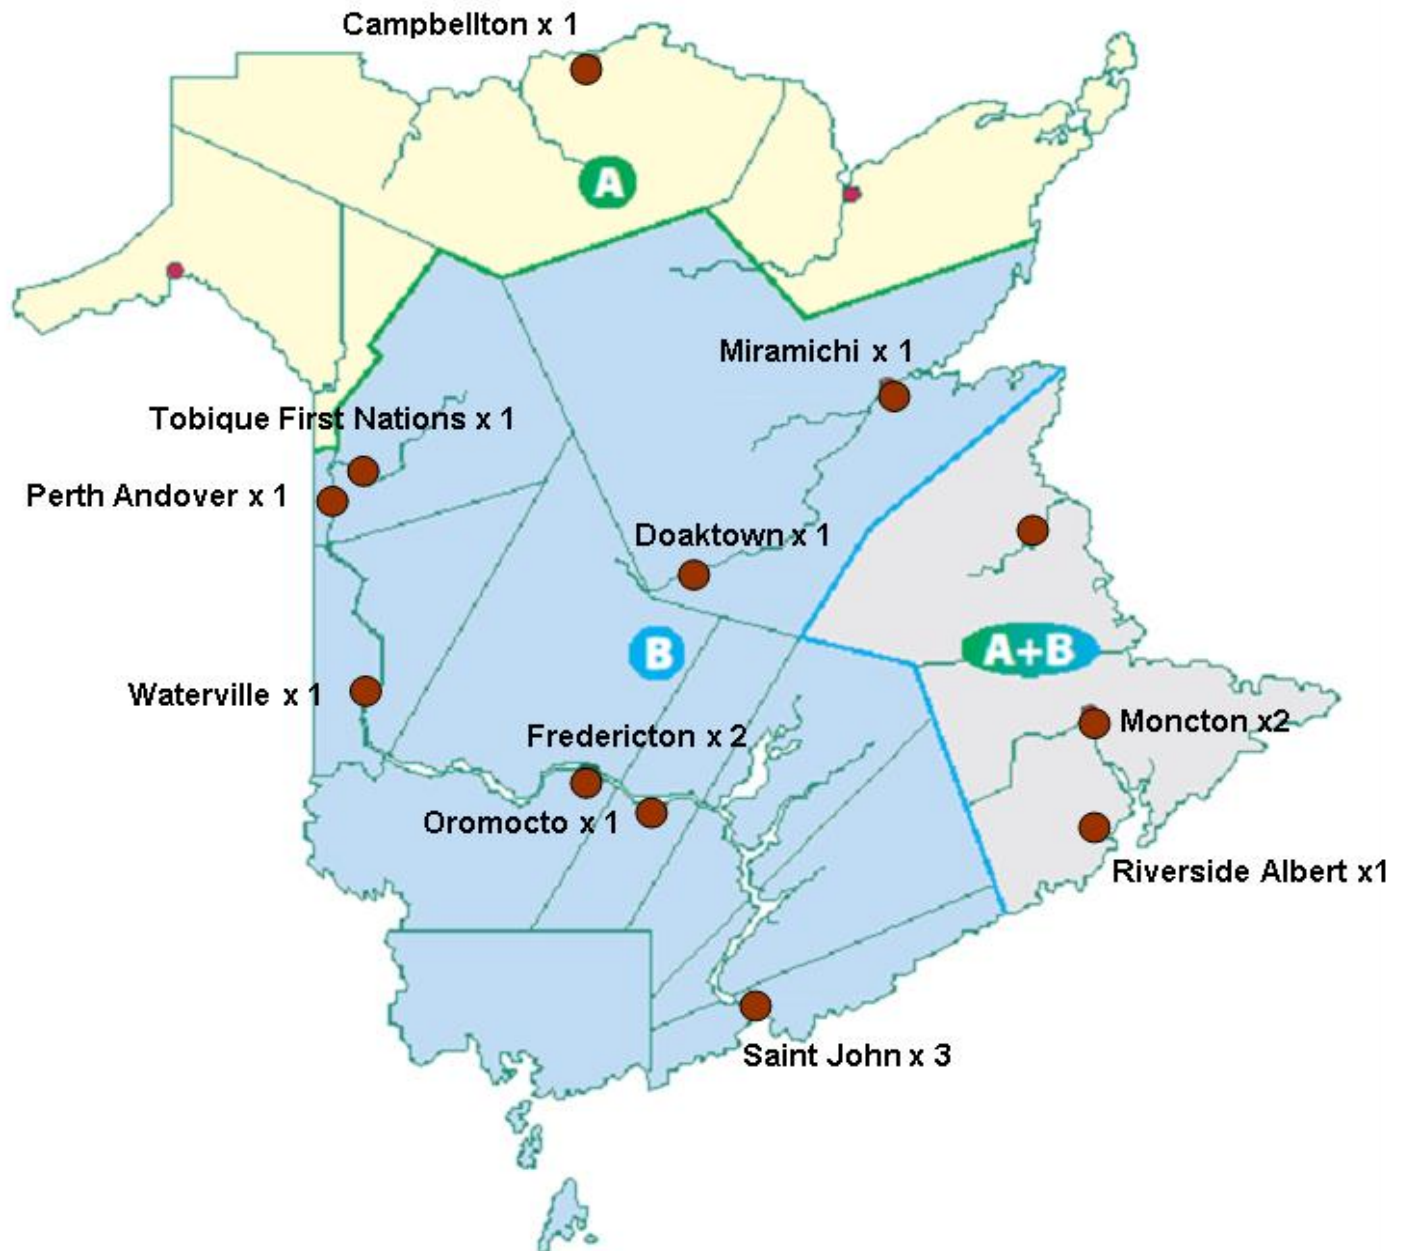 Campbellton x 1
A
Miramichi x 1
Tobique First Nations x 1
Perth Andover x 1
Doaktown x 1
B
A+B
Waterville x 1
Moncton x2
Fredericton x 2
Oromocto x 1
Riverside Albert x1
Saint John x 3